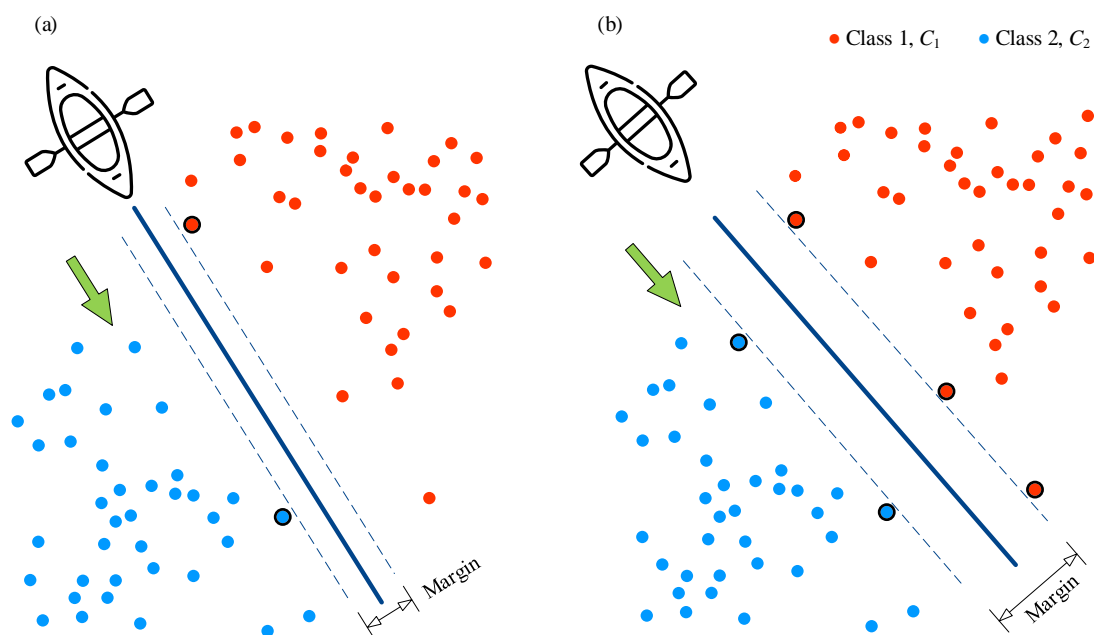 (a)
(b)
Class 1, C₁
Class 2, C₂
Margin
Margin